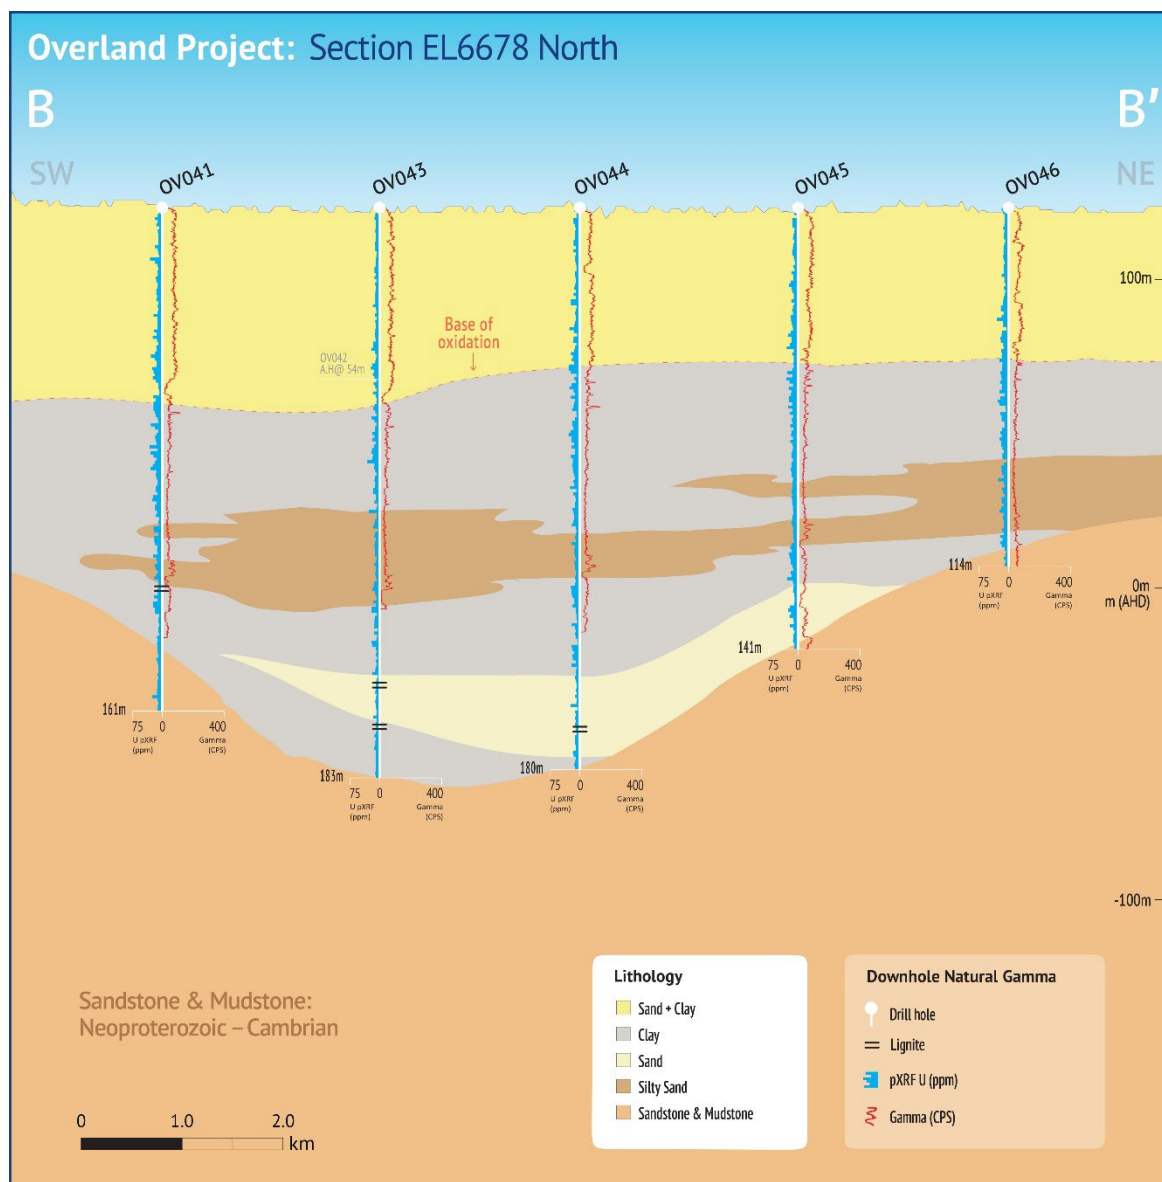 Overland Project: Section EL6678 North
B
B'
SW
NE
OV041
OV043
OV044
OV045
OV046
100m
Base of
oxidation
OV042
A.H@ 54m
114m
75 0 400
U pXRF
(ppm)
Gamma
(CPS)
0m
m (AHD)
141m
75 0 400
U pXRF
(ppm)
Gamma
(CPS)
161m
75 0 400
U pXRF
(ppm)
Gamma
(CPS)
183m
75 0 400
U pXRF
(ppm)
Gamma
(CPS)
180m
75 0 400
U pXRF
(ppm)
Gamma
(CPS)
-100m
Sandstone & Mudstone:
Neoproterozoic – Cambrian
0 1.0 2.0
km
Lithology
Sand + Clay
Clay
Sand
Silty Sand
Sandstone & Mudstone
Downhole Natural Gamma
Drill hole
Lignite
pXRF U (ppm)
Gamma (CPS)